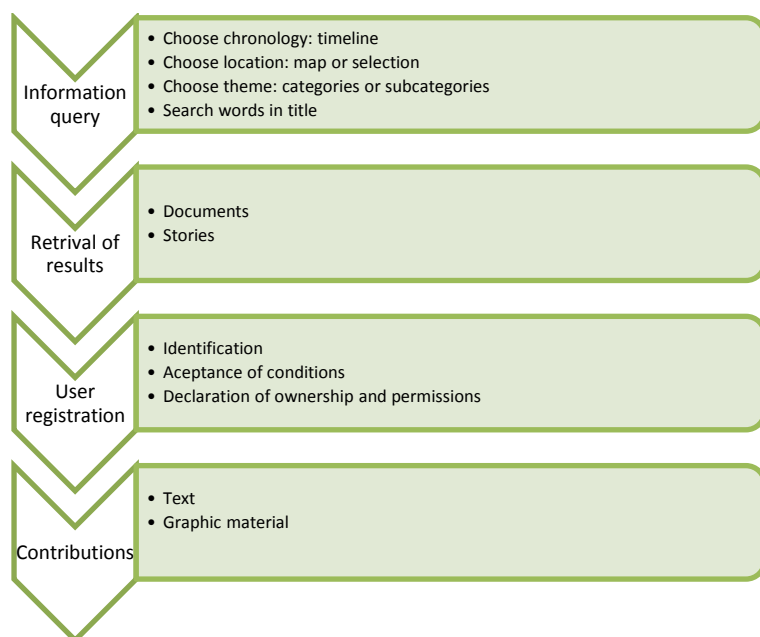 Information
query
• Choose chronology: timeline
• Choose location: map or selection
• Choose theme: categories or subcategories
• Search words in title
Retrival of
results
• Documents
• Stories
User
registration
• Identification
• Aceptance of conditions
• Declaration of ownership and permissions
Contributions
• Text
• Graphic material